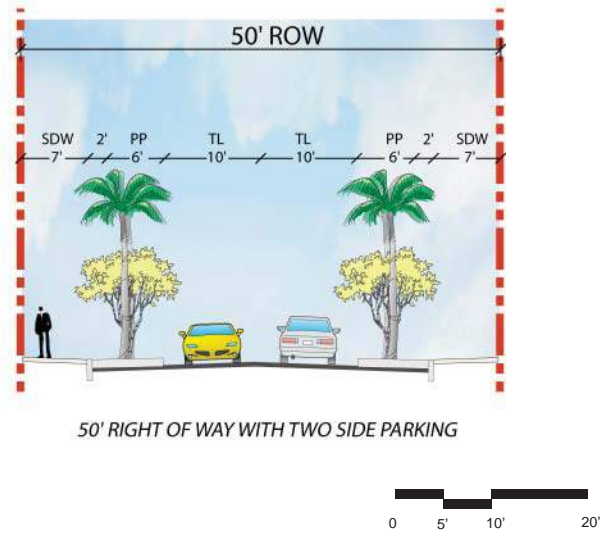 50' ROW
SDW 2' PP TL TL PP 2' SDW
7' 6' 10' 10' 6' 7'
50' RIGHT OF WAY WITH TWO SIDE PARKING
0 5' 10' 20'